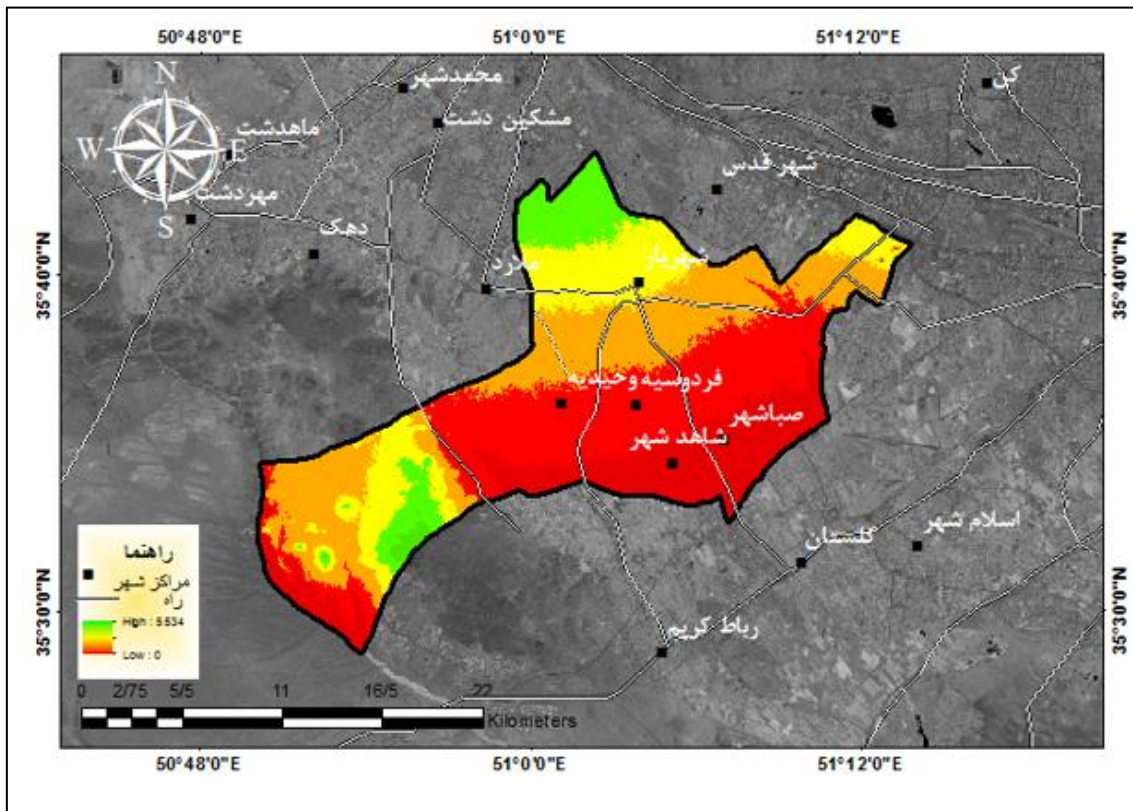 50°48'0"E 51°0'0"E 51°12'0"E
N
W E
S
محمدشهر
کن
مشکین دشت
ماهدشت
شهر قدس
مهردشت
دهک
35°40'0"N
35°40'0"N
ملارد
شهریار
فردوسیه وحیدیه
صباشهر
شاهد شهر
اسلام شهر
گلستان
رباط کریم
35°30'0"N
35°30'0"N
راهنما
مراکز شهر
راه
High : 5534
Low : 0
0 2/75 5/5 11 16/5 22
Kilometers
50°48'0"E 51°0'0"E 51°12'0"E